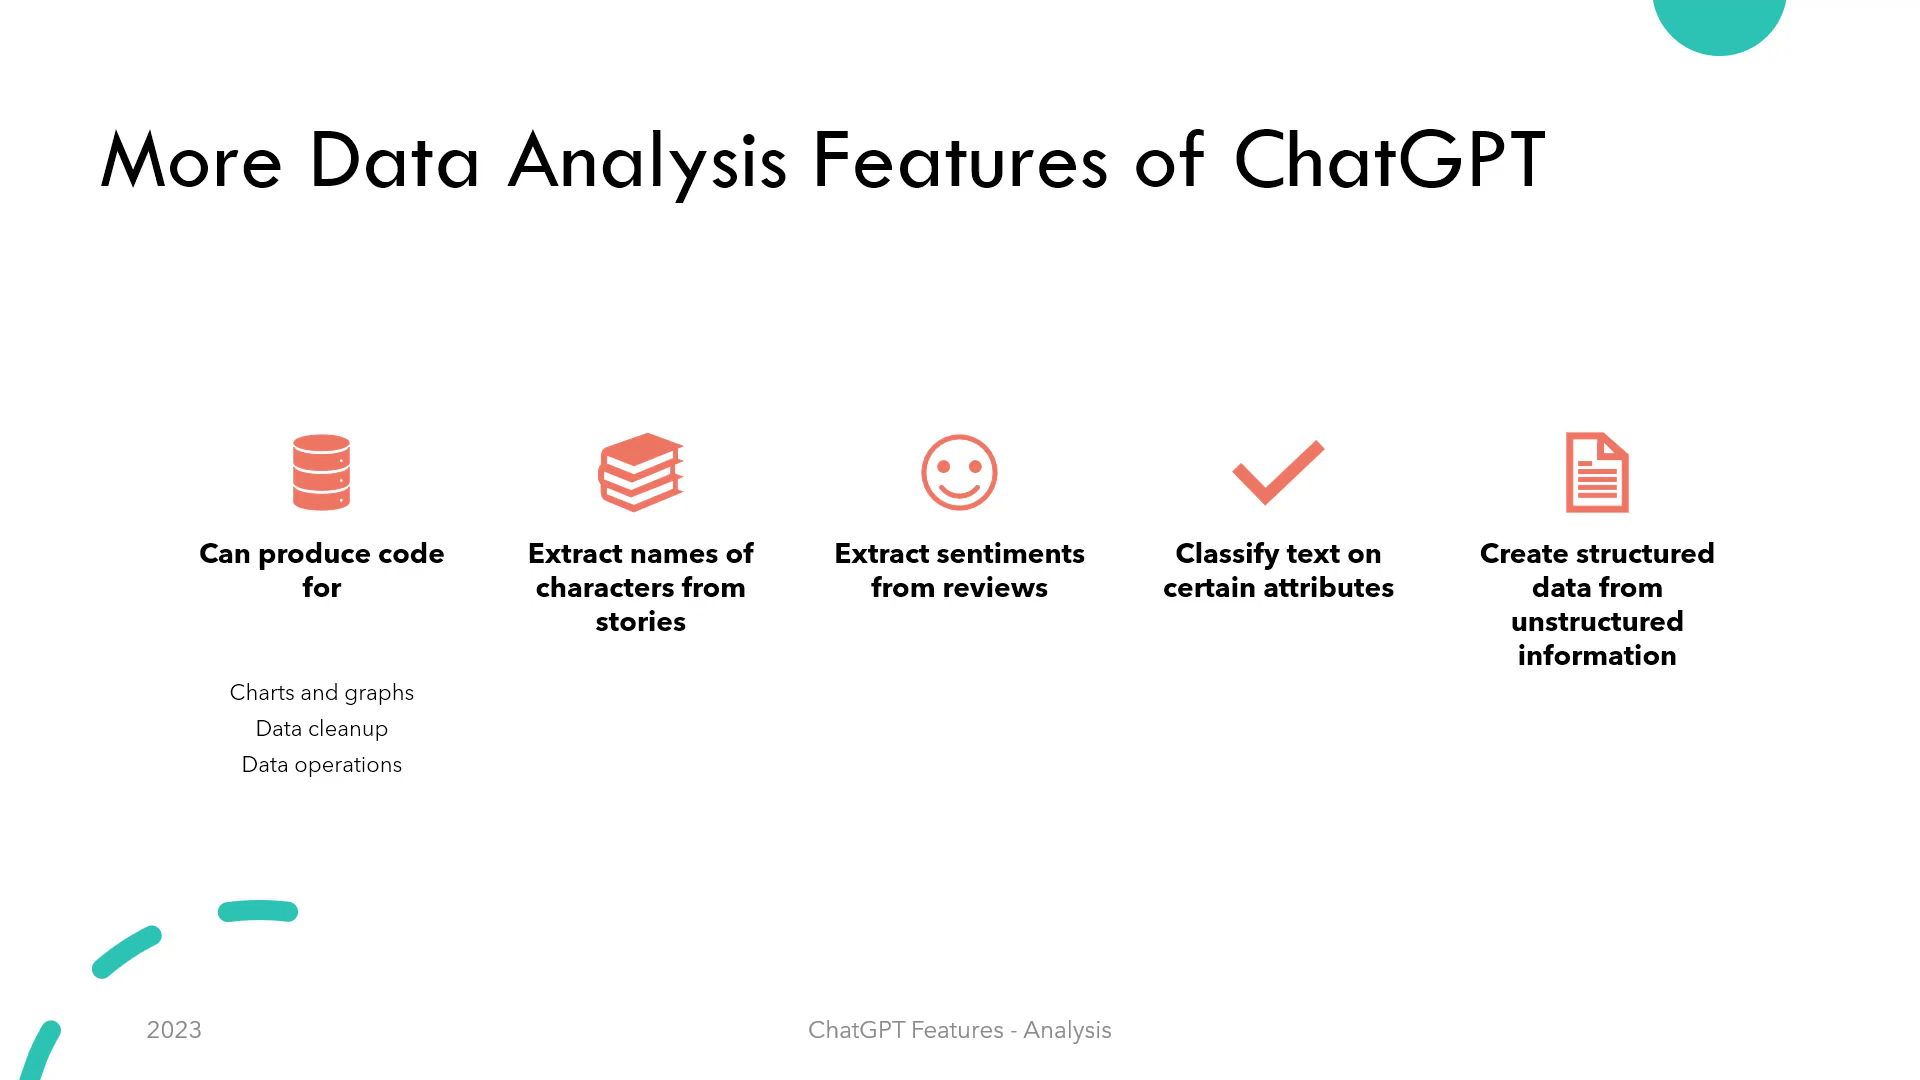 More Data Analysis Features of ChatGPT
Can produce code
for
Charts and graphs
Data cleanup
Data operations
Extract names of
characters from
stories
Extract sentiments
from reviews
Classify text on
certain attributes
Create structured
data from
unstructured
information
2023
ChatGPT Features - Analysis